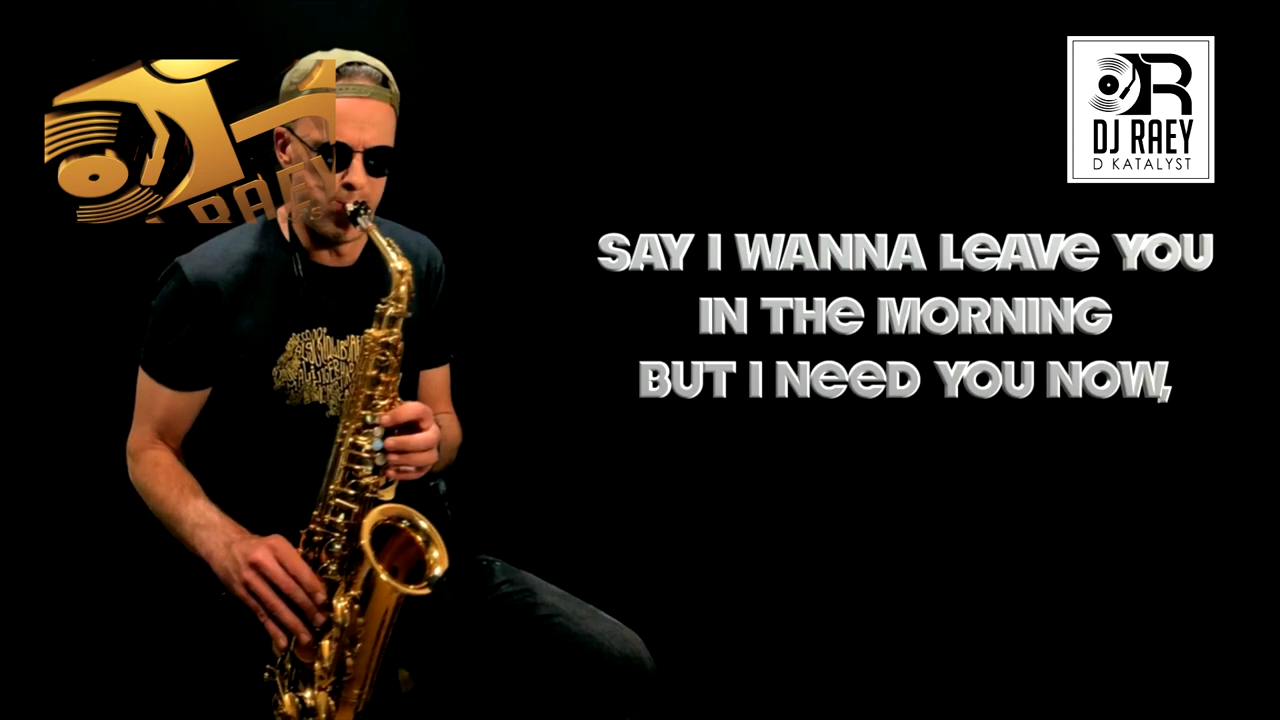 DJ RAEY
D KATALYST
SAY I WANNA LEAVE YOU
IN THE MORNING
BUT I NEED YOU NOW,